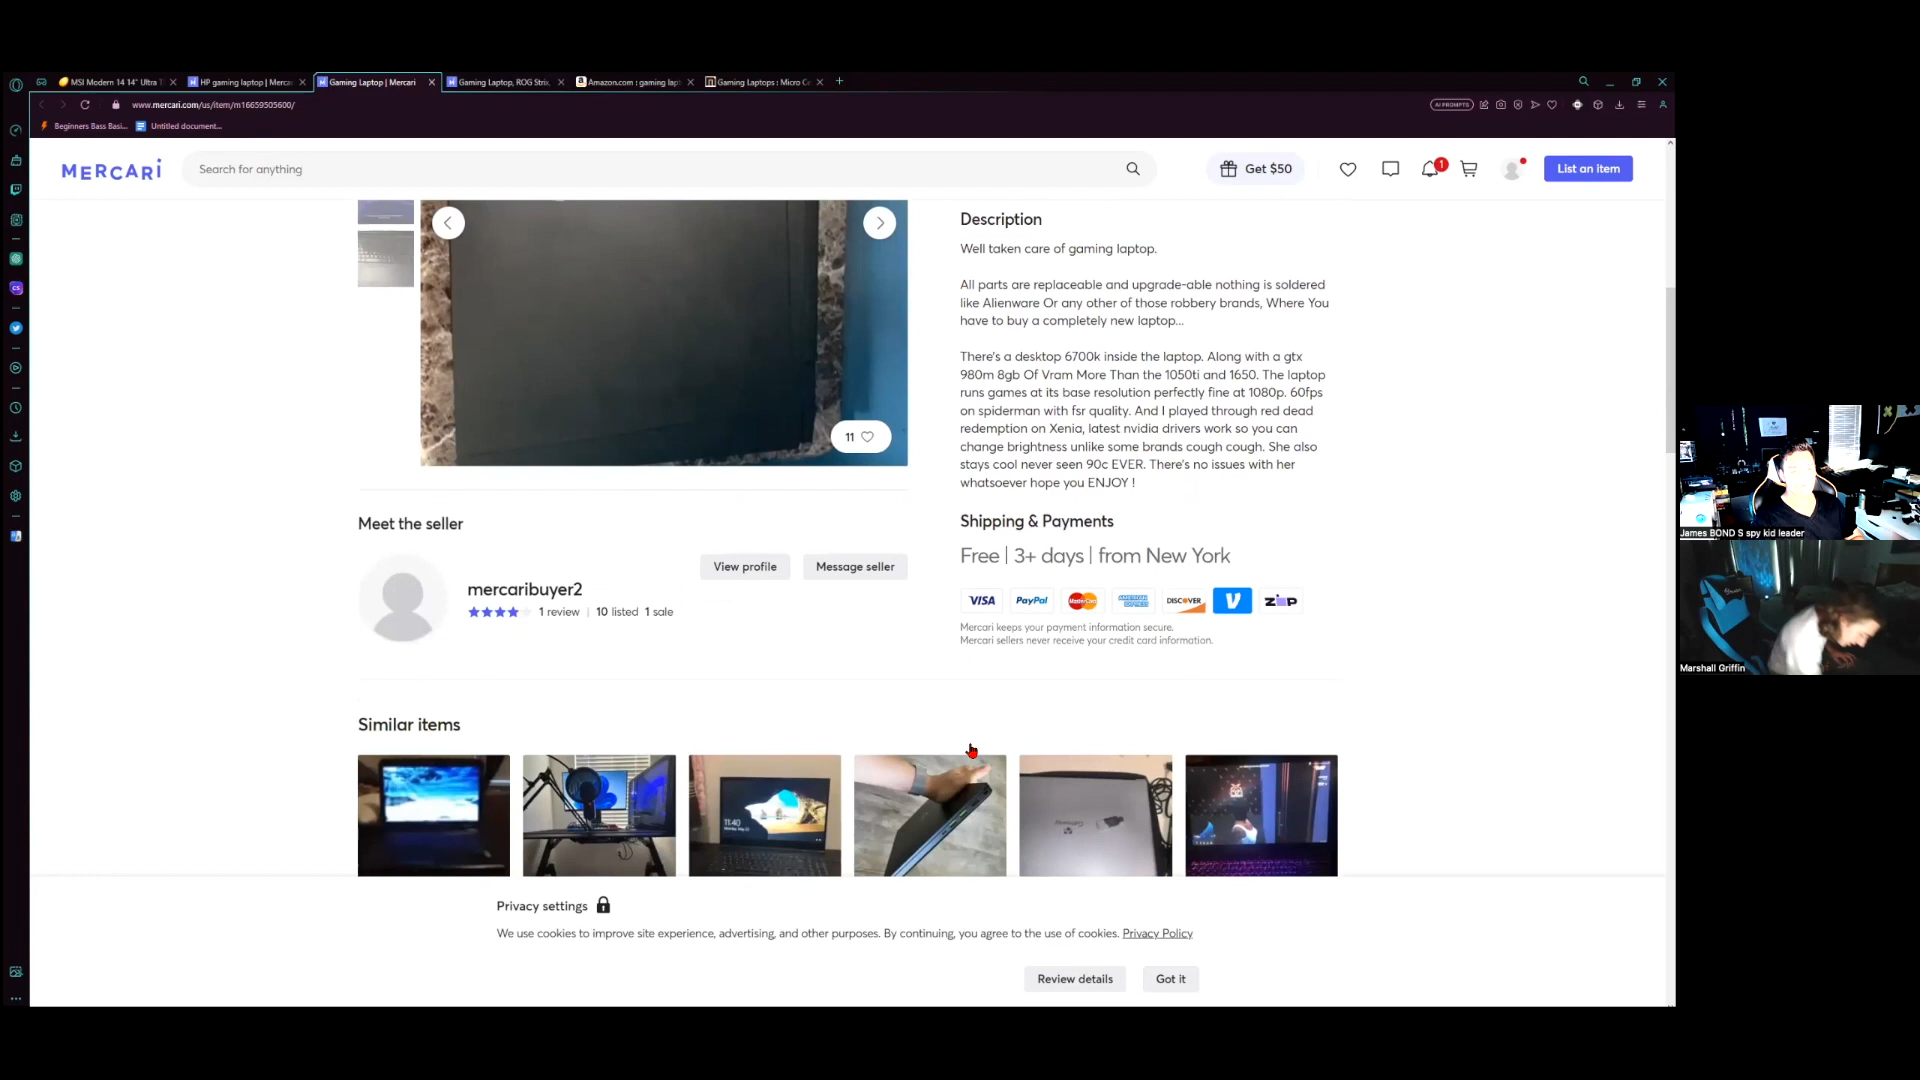 MSI Modern 14 14" Ultra T
HP gaming laptop | Merca
Gaming Laptop | Mercari
Gaming Laptop, ROG Strix
Amazon.com : gaming lap
Gaming Laptops : Micro Ce
www.mercari.com/us/item/m16659505600/
AI PROMPTS
Beginners Bass Basi...
Untitled document...
MERCARI
Search for anything
Get $50
1
List an item
Description
Well taken care of gaming laptop.
All parts are replaceable and upgrade-able nothing is soldered
like Alienware Or any other of those robbery brands, Where You
have to buy a completely new laptop...
There's a desktop 6700k inside the laptop. Along with a gtx
980m 8gb Of Vram More Than the 1050ti and 1650. The laptop
runs games at its base resolution perfectly fine at 1080p. 60fps
on spiderman with fsr quality. And I played through red dead
redemption on Xenia, latest nvidia drivers work so you can
change brightness unlike some brands cough cough. She also
stays cool never seen 90c EVER. There's no issues with her
whatsoever hope you ENJOY !
11
Meet the seller
View profile
Message seller
mercaribuyer2
1 review | 10 listed 1 sale
Shipping & Payments
Free | 3+ days | from New York
VISA
PayPal
MasterCard
AMERICAN EXPRESS
DISCOVER
V
ZIP
Mercari keeps your payment information secure.
Mercari sellers never receive your credit card information.
Similar items
11:40
Privacy settings
We use cookies to improve site experience, advertising, and other purposes. By continuing, you agree to the use of cookies. Privacy Policy
Review details
Got it
James BOND S spy kid leader
Marshall Griffin